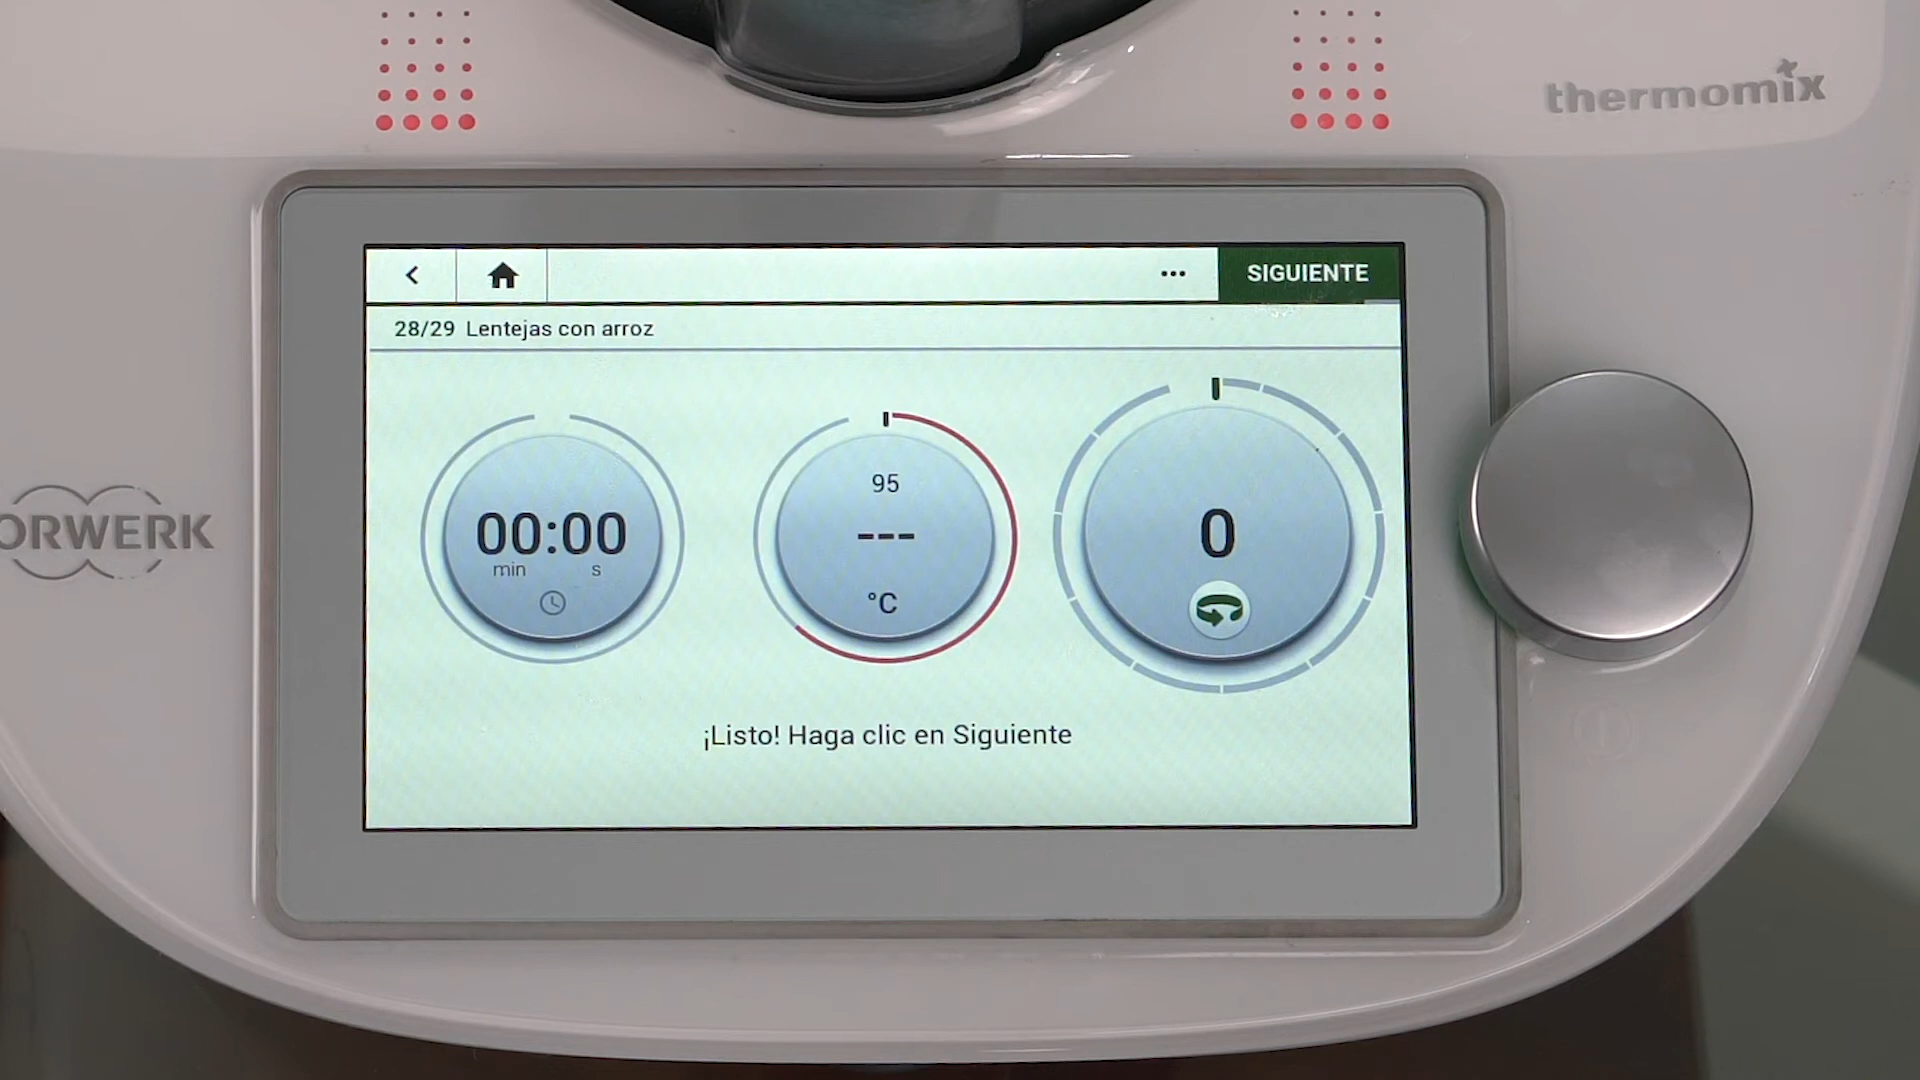 thermomix
SIGUIENTE
28/29 Lentejas con arroz
00:00
min s
95
---
°C
0
ORWERK
¡Listo! Haga clic en Siguiente